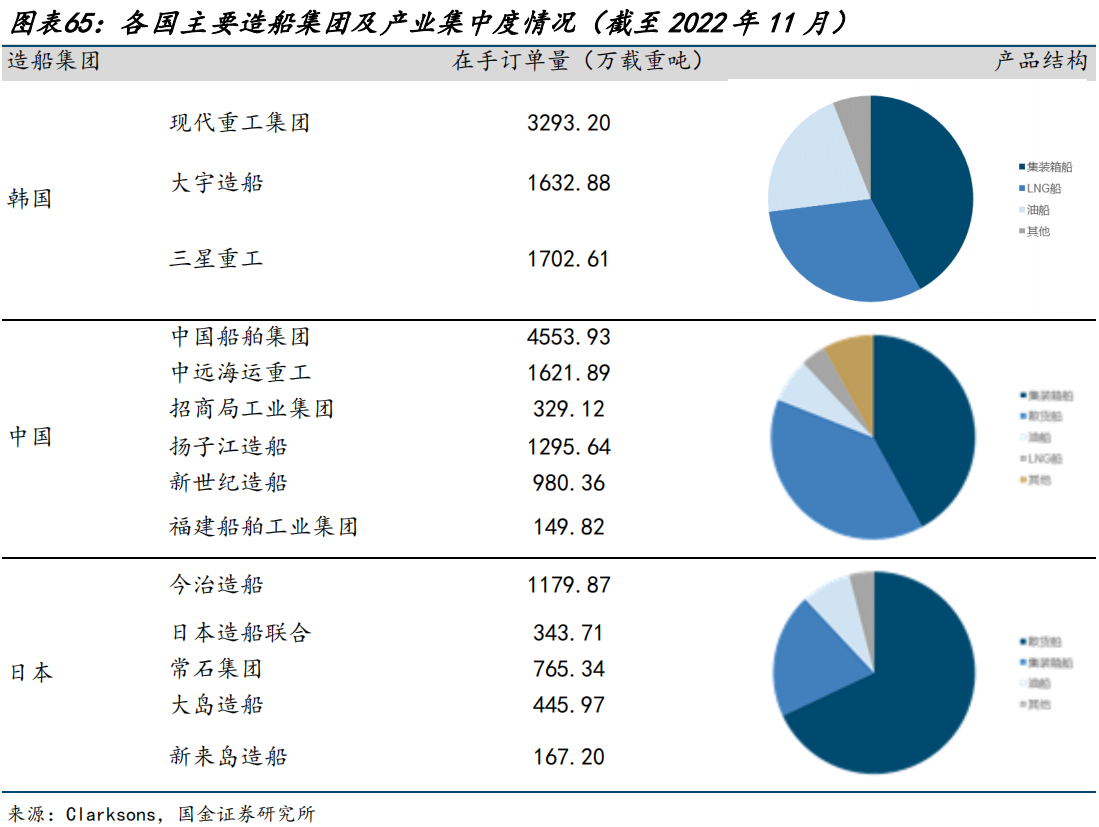 图表65：各国主要造船集团及产业集中度情况（截至 2022 年 11 月）
造船集团 在手订单量（万载重吨） 产品结构
韩国
现代重工集团 3293.20
大宇造船 1632.88
三星重工 1702.61
集装箱船
LNG船
油船
其他
中国
中国船舶集团 4553.93
中远海运重工 1621.89
招商局工业集团 329.12
扬子江造船 1295.64
新世纪造船 980.36
福建船舶工业集团 149.82
集装箱船
散货船
油船
LNG船
其他
日本
今治造船 1179.87
日本造船联合 343.71
常石集团 765.34
大岛造船 445.97
新来岛造船 167.20
散货船
集装箱船
油船
其他
来源：Clarksons，国金证券研究所